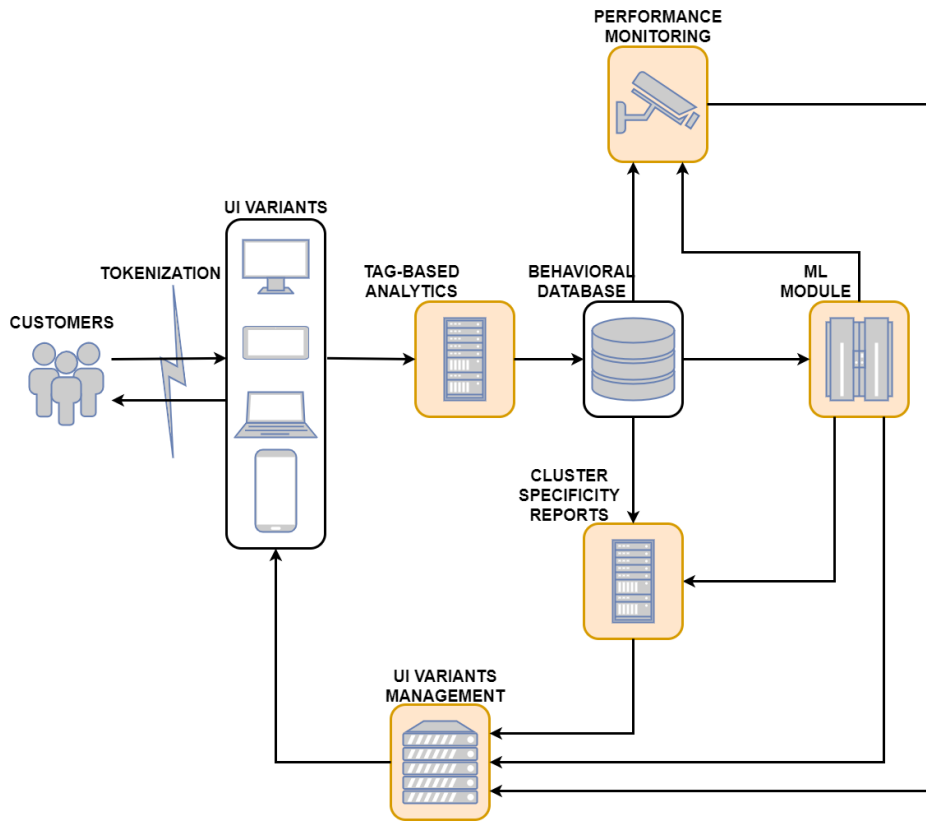 PERFORMANCE
MONITORING
UI VARIANTS
TOKENIZATION
TAG-BASED
ANALYTICS
BEHAVIORAL
DATABASE
ML
MODULE
CUSTOMERS
CLUSTER
SPECIFICITY
REPORTS
UI VARIANTS
MANAGEMENT